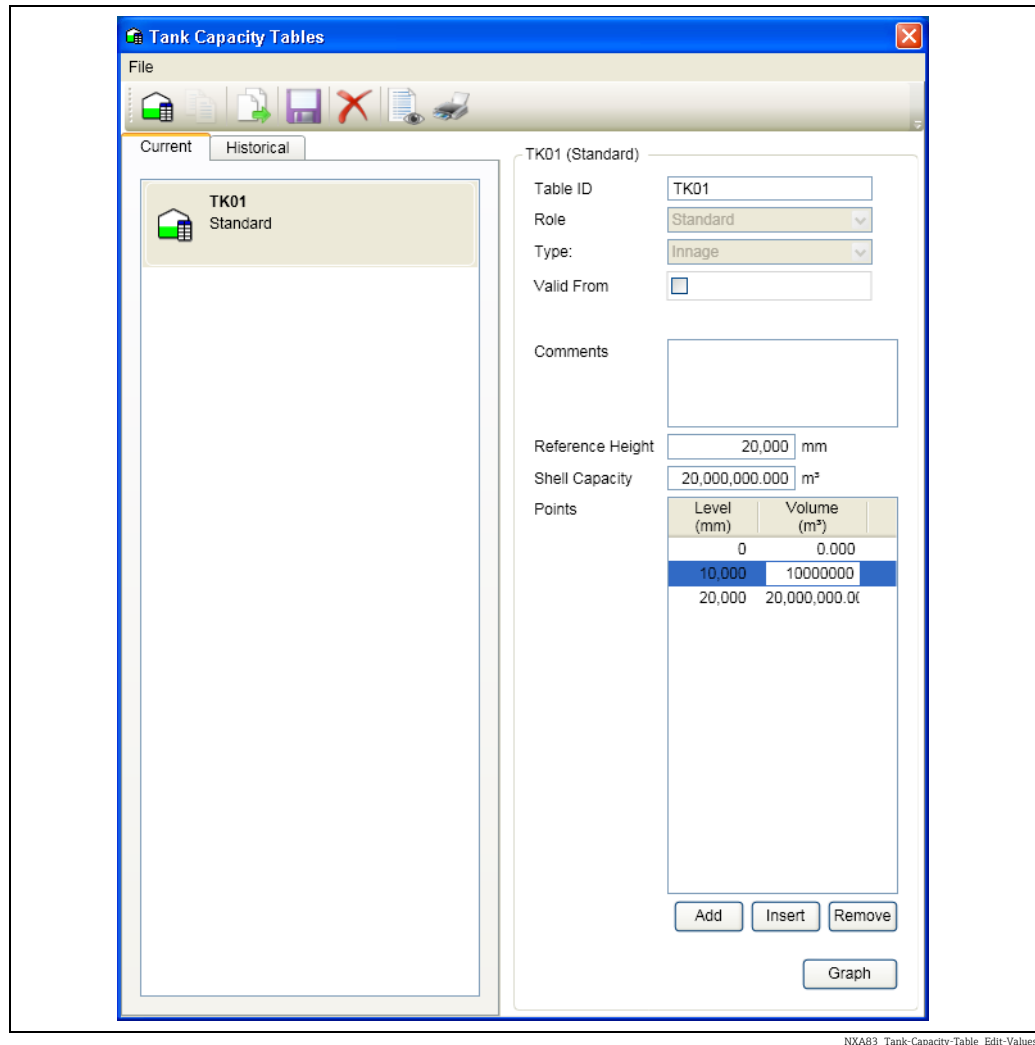 Tank Capacity Tables
File
Current
Historical
TK01
Standard
TK01 (Standard)
Table ID
TK01
Role
Standard
Type:
Innage
Valid From
Comments
Reference Height
20,000 mm
Shell Capacity
20,000,000.000 m³
Points
Level Volume
(mm) (m³)
0 0.000
10,000 10000000
20,000 20,000,000.0(
Add
Insert
Remove
Graph
NXA83_Tank-Capacity-Table_Edit-Values